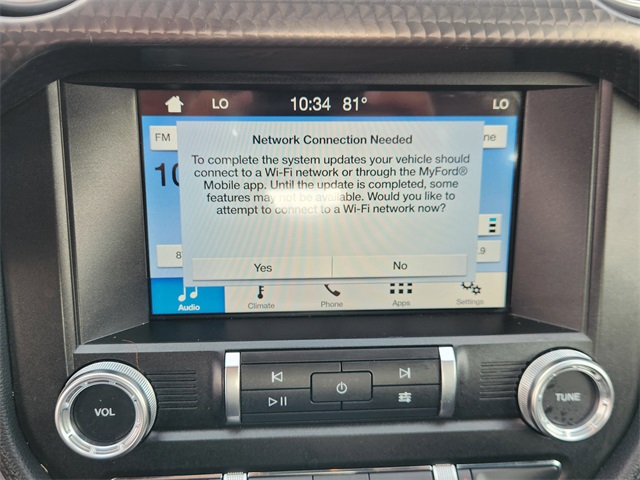 LO
10:34 81°
LO
FM
Network Connection Needed
To complete the system updates your vehicle should
connect to a Wi-Fi network or through the MyFord®
Mobile app. Until the update is completed, some
features may not be available. Would you like to
attempt to connect to a Wi-Fi network now?
Yes
No
Audio
Climate
Phone
Apps
Settings
VOL
TUNE